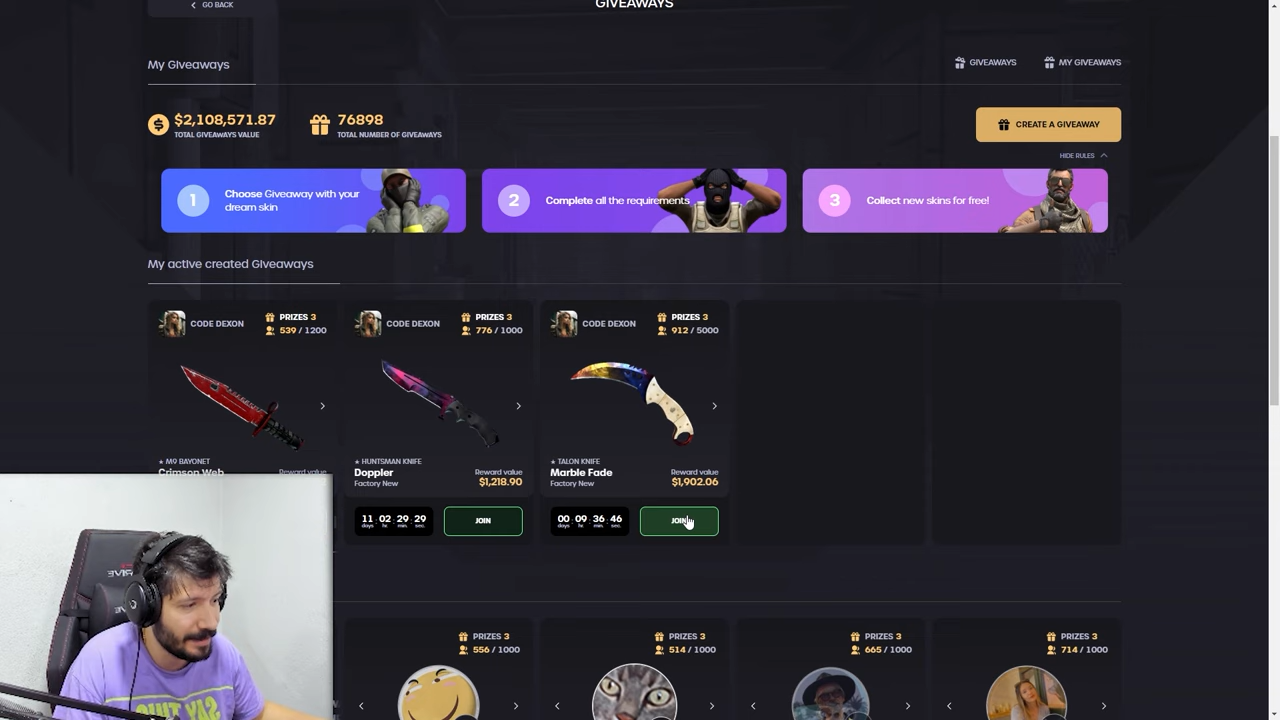 GO BACK
GIVEAWAYS
My Giveaways
GIVEAWAYS
MY GIVEAWAYS
$2,108,571.87
TOTAL GIVEAWAYS VALUE
76898
TOTAL NUMBER OF GIVEAWAYS
CREATE A GIVEAWAY
HIDE RULES
1
Choose Giveaway with your
dream skin
2
Complete all the requirements
3
Collect new skins for free!
My active created Giveaways
CODE DEXON
PRIZES 3
539 / 1200
★ M9 BAYONET
Crimson Web
Reward value
CODE DEXON
PRIZES 3
776 / 1000
★ HUNTSMAN KNIFE
Doppler
Factory New
Reward value
$1,218.90
11 : 02 : 29 : 29
days hr. min. sec.
JOIN
CODE DEXON
PRIZES 3
912 / 5000
★ TALON KNIFE
Marble Fade
Factory New
Reward value
$1,902.06
00 : 09 : 36 : 46
days hr. min. sec.
JOIN
PRIZES 3
556 / 1000
PRIZES 3
514 / 1000
PRIZES 3
665 / 1000
PRIZES 3
714 / 1000